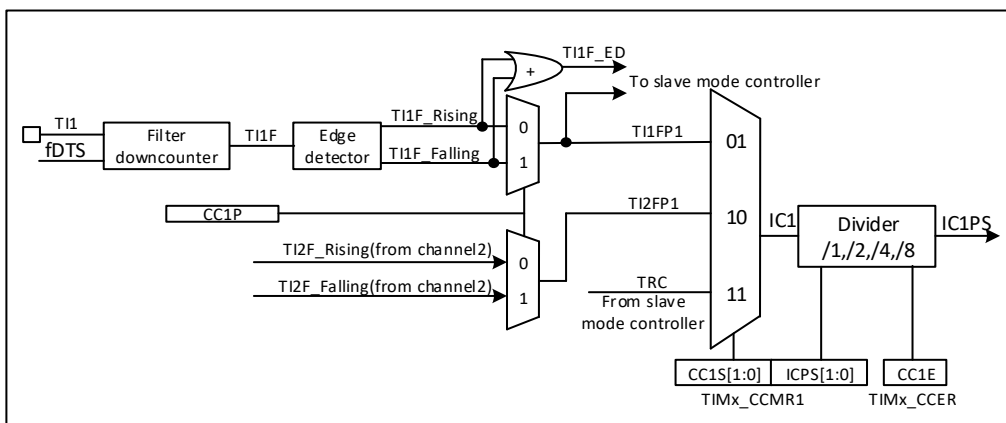 TI1F_ED
To slave mode controller
TI1
fDTS
Filter
downcounter
TI1F
Edge
detector
TI1F_Rising
TI1F_Falling
+
0
1
TI1FP1
01
CC1P
TI2FP1
10
IC1
Divider
/1,/2,/4,/8
IC1PS
TI2F_Rising(from channel2)
TI2F_Falling(from channel2)
0
1
TRC
From slave
mode controller
11
CC1S[1:0]
ICPS[1:0]
CC1E
TIMx_CCMR1
TIMx_CCER